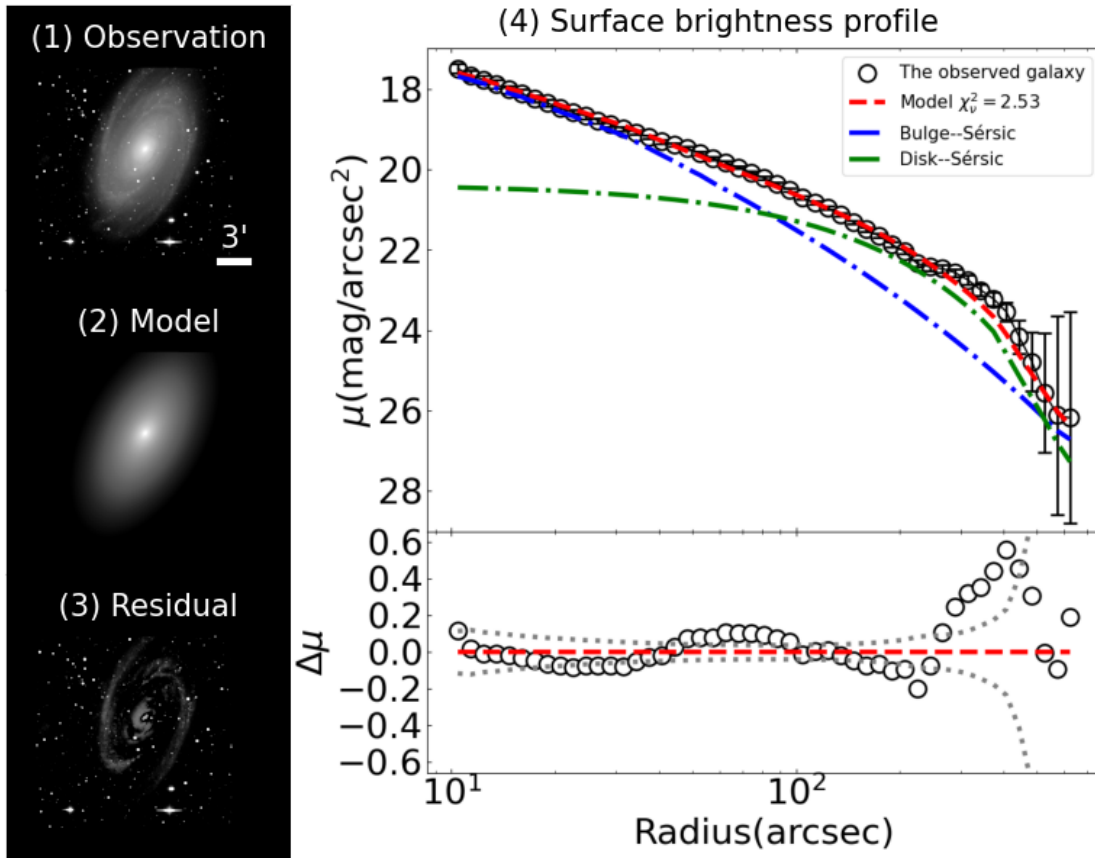 (1) Observation
3'
(2) Model
(3) Residual
(4) Surface brightness profile
The observed galaxy
Model χ²ᵥ = 2.53
Bulge--Sérsic
Disk--Sérsic
μ(mag/arcsec²)
18
20
22
24
26
28
Δμ
0.6
0.4
0.2
0.0
−0.2
−0.4
−0.6
10¹
10²
Radius(arcsec)